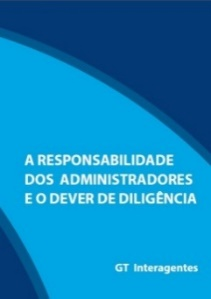 A RESPONSABILIDADE
DOS ADMINISTRADORES
E O DEVER DE DILIGÊNCIA
GT Interagentes